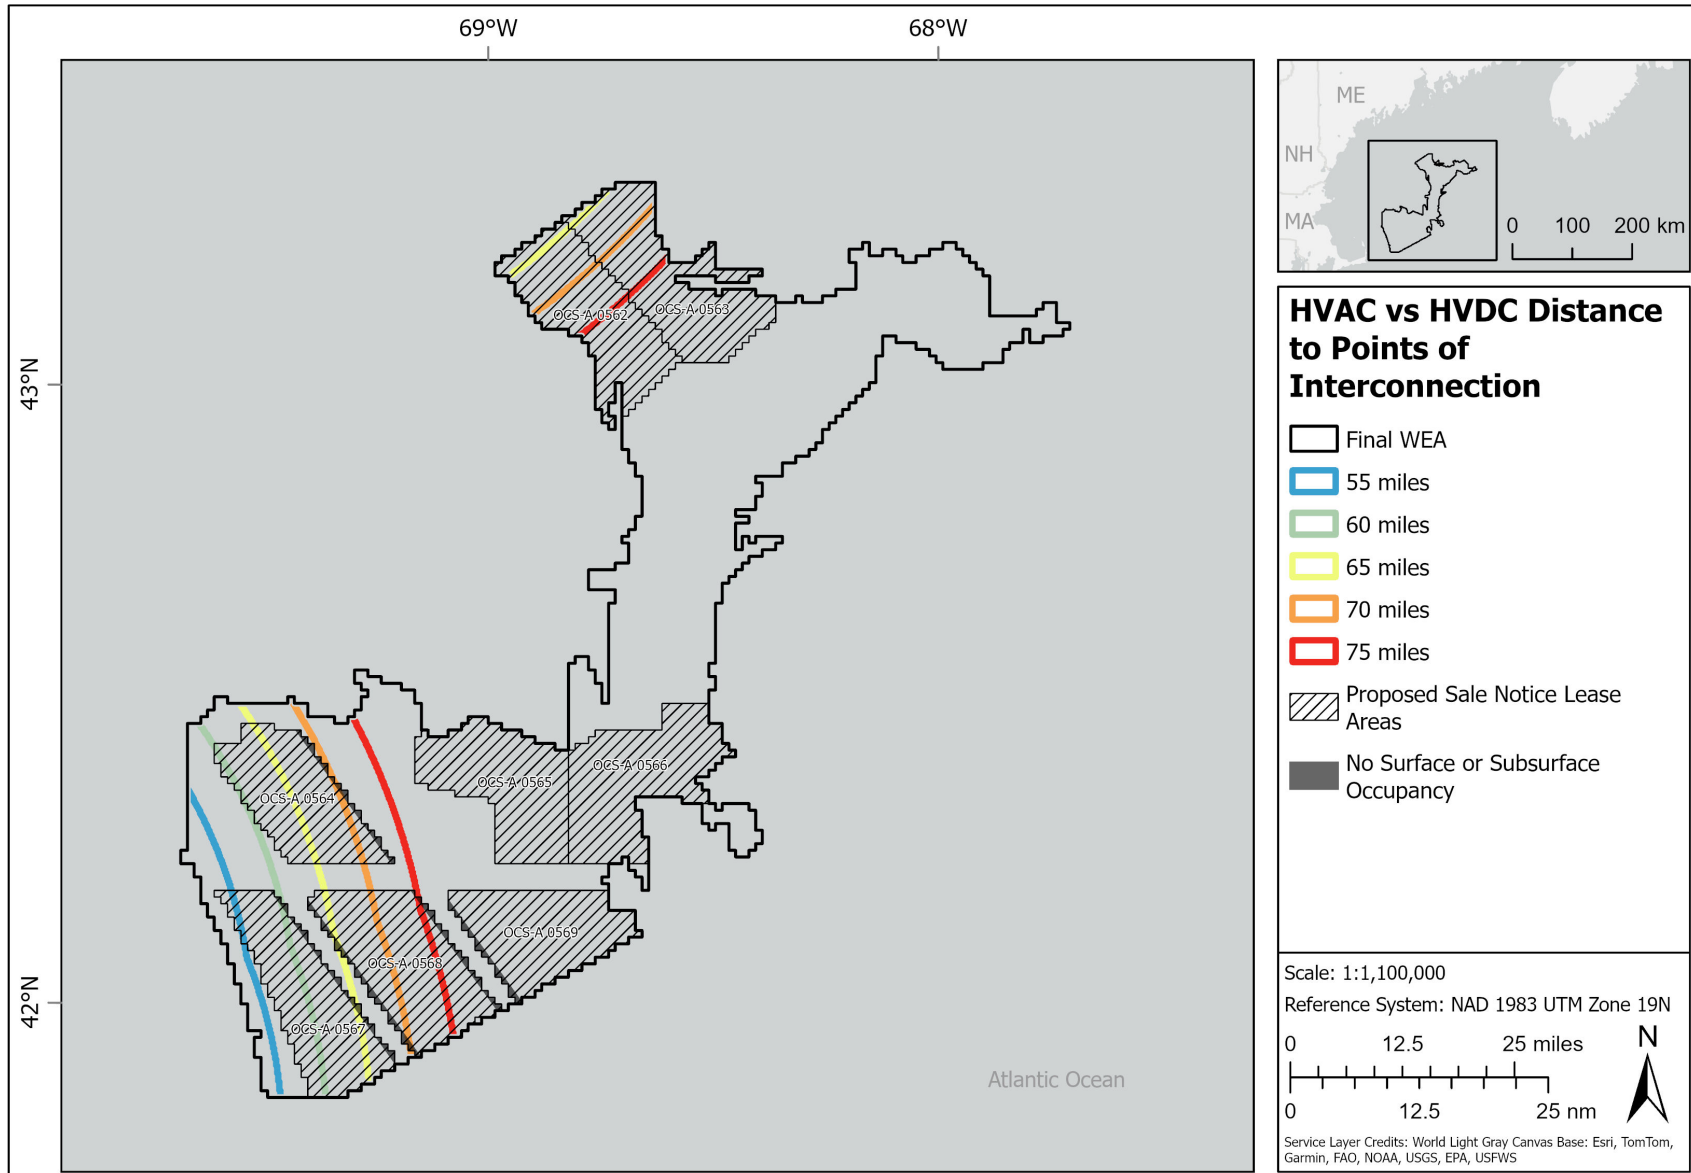 69°W
68°W
43°N
42°N
OCS-A 0562
OCS-A 0563
OCS-A 0564
OCS-A 0565
OCS-A 0566
OCS-A 0567
OCS-A 0568
OCS-A 0569
Atlantic Ocean
ME
NH
MA
0 100 200 km
HVAC vs HVDC Distance
to Points of
Interconnection
Final WEA
55 miles
60 miles
65 miles
70 miles
75 miles
Proposed Sale Notice Lease
Areas
No Surface or Subsurface
Occupancy
Scale: 1:1,100,000
Reference System: NAD 1983 UTM Zone 19N
0 12.5 25 miles
N
0 12.5 25 nm
Service Layer Credits: World Light Gray Canvas Base: Esri, TomTom,
Garmin, FAO, NOAA, USGS, EPA, USFWS